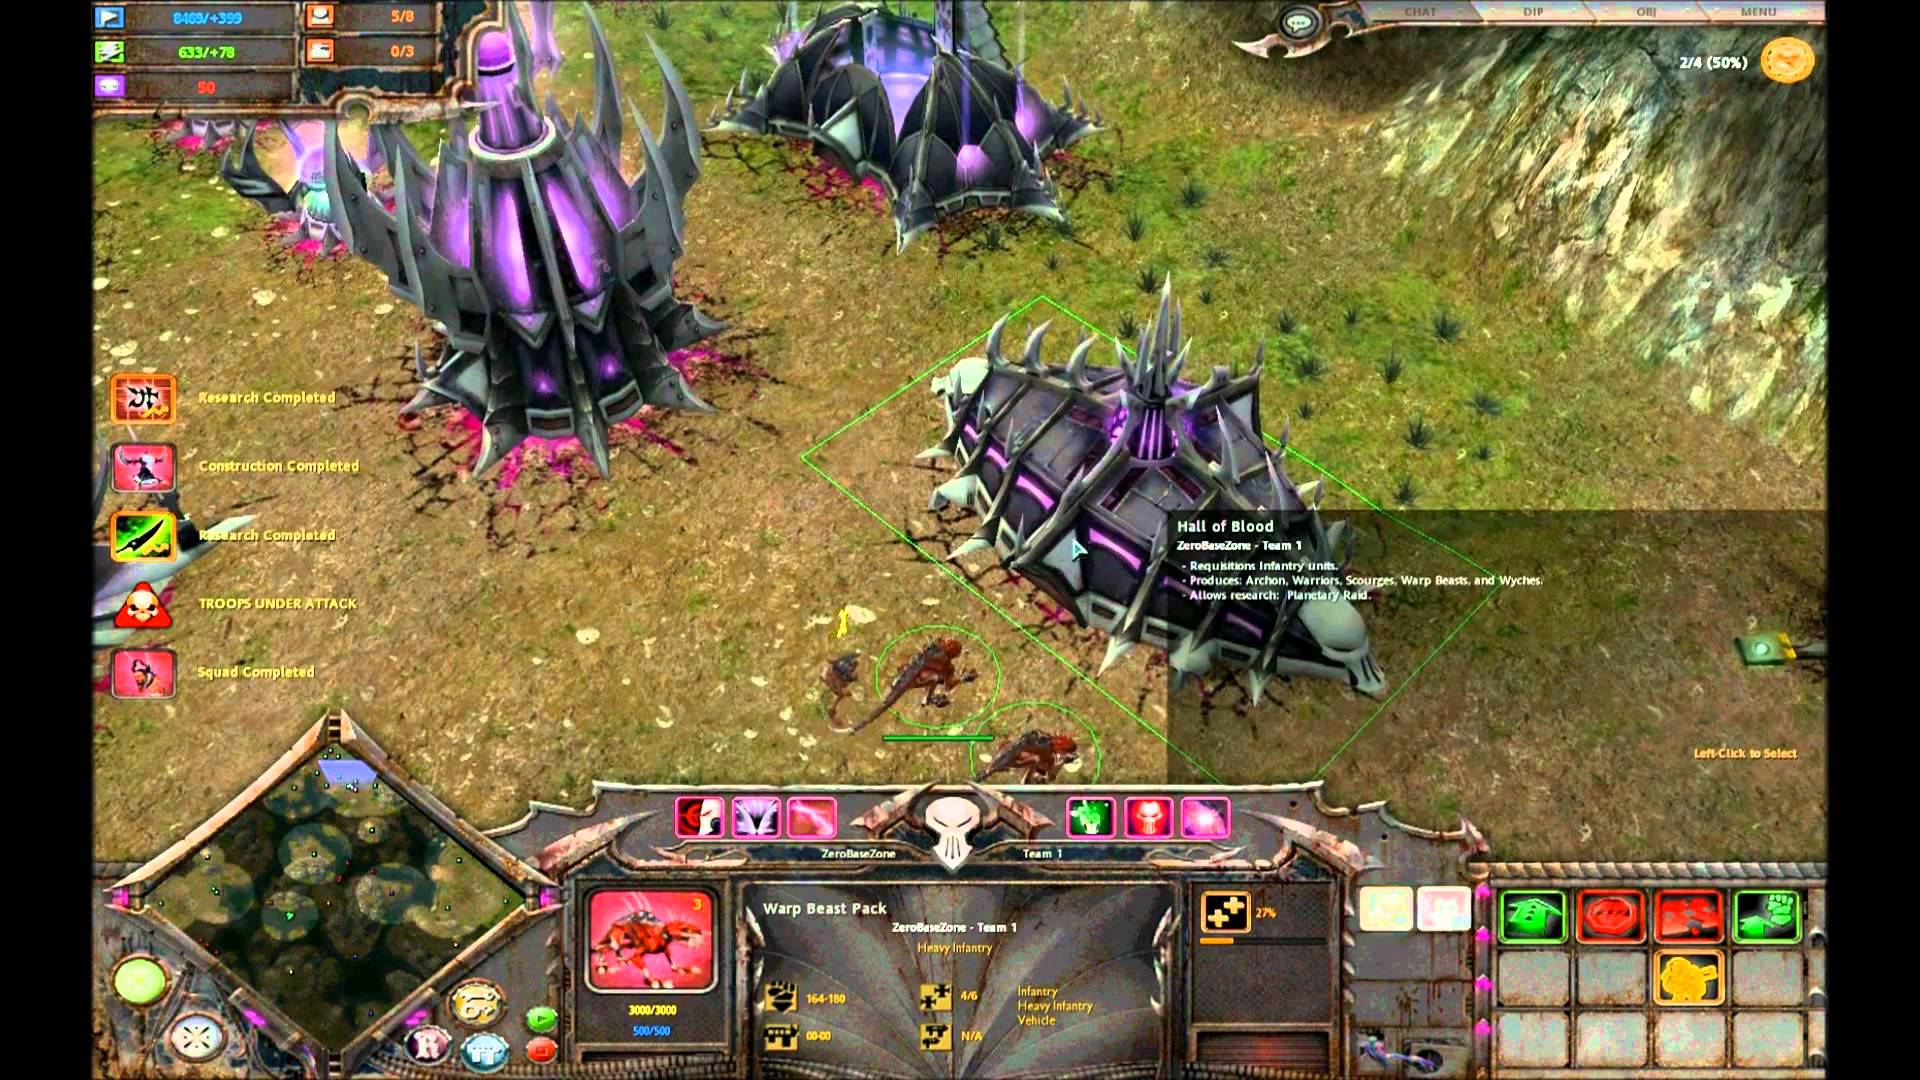 8469/+399
5/8
633/+78
0/3
50
CHAT
DIP
OBJ
MENU
2/4 (50%)
Research Completed
Construction Completed
Research Completed
TROOPS UNDER ATTACK
Squad Completed
Hall of Blood
ZeroBaseZone - Team 1
- Requisitions Infantry units.
- Produces: Archon, Warriors, Scourges, Warp Beasts, and Wyches.
- Allows research: Planetary Raid.
Left-Click to Select
ZeroBaseZone
Team 1
3
3000/3000
500/500
Warp Beast Pack
ZeroBaseZone - Team 1
Heavy Infantry
164-180
4/6
Infantry
Heavy Infantry
Vehicle
00-00
N/A
27%
R